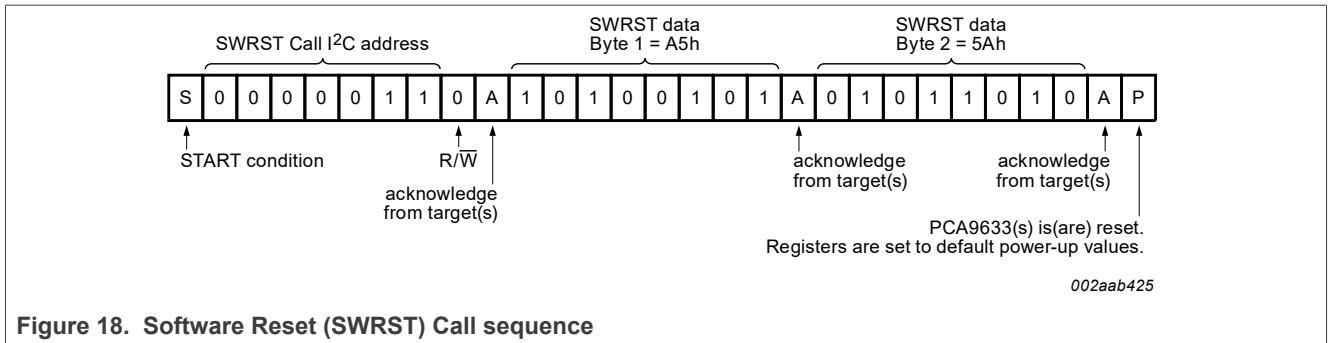 SWRST Call I2C address
SWRST data
Byte 1 = A5h
SWRST data
Byte 2 = 5Ah
S 0 0 0 0 0 1 1 0 A 1 0 1 0 0 1 0 1 A 0 1 0 1 1 0 1 0 A P
START condition
R/W̅
acknowledge
from target(s)
acknowledge
from target(s)
acknowledge
from target(s)
PCA9633(s) is(are) reset.
Registers are set to default power-up values.
002aab425
Figure 18. Software Reset (SWRST) Call sequence